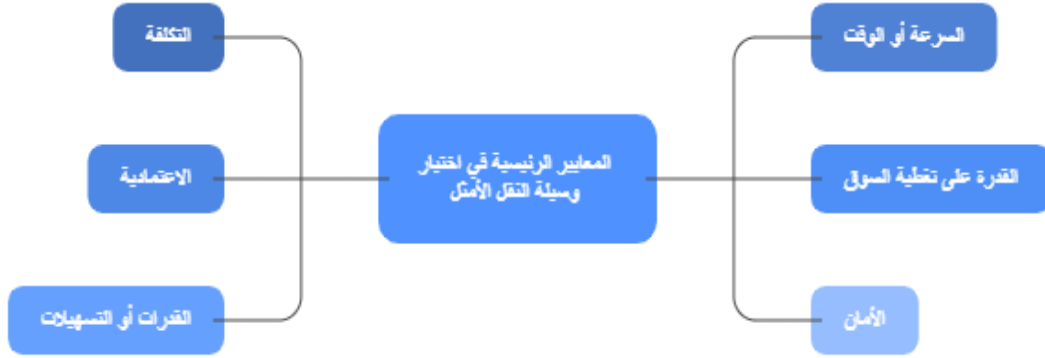 المعايير الرئيسية في اختيار
وسيلة النقل الأمثل
السرعة أو الوقت
القدرة على تغطية السوق
الأمان
التكلفة
الاعتمادية
القدرات أو التسهيلات